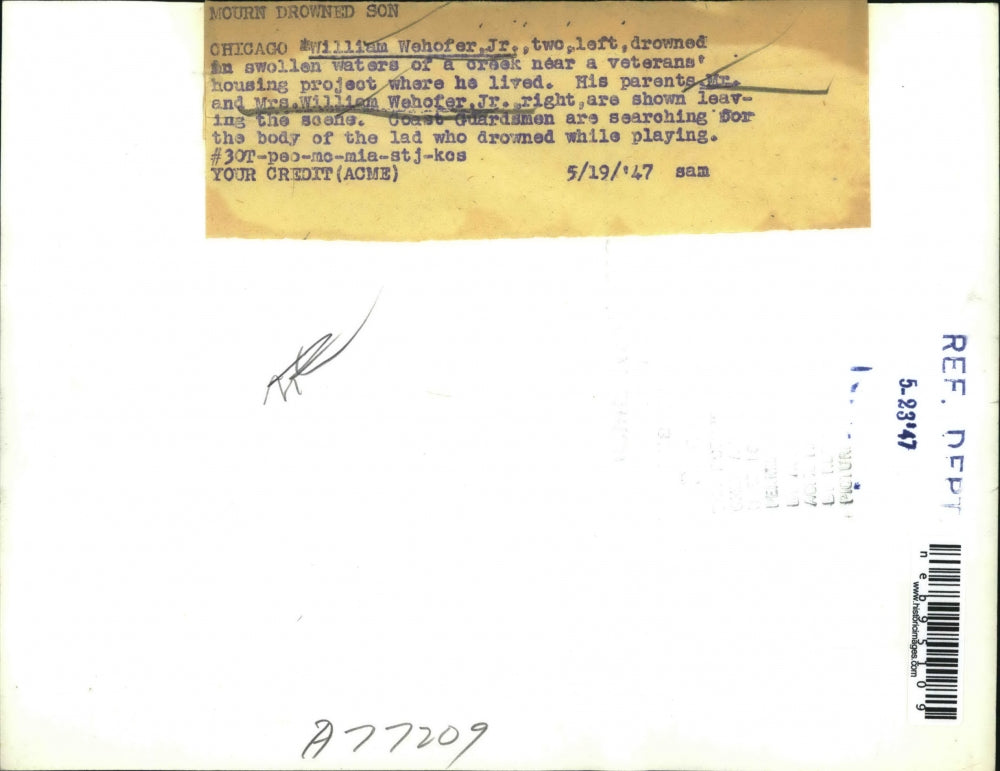 MOURN DROWNED SON
CHICAGO *William Wehofer,Jr.,two,left,drowned
in swollen waters of a creek near a veterans'
housing project where he lived. His parents,Mr.
and Mrs.William Wehofer,Jr.,right,are shown leav-
ing the scene. Coast Guardsmen are searching for
the body of the lad who drowned while playing.
#30T-peo-mc-mia-stj-kcs
YOUR CREDIT(ACME) 5/19/'47 sam
REF. DEPT.
5-23'47
PICTUR
neb95109
www.historicimages.com
A77209